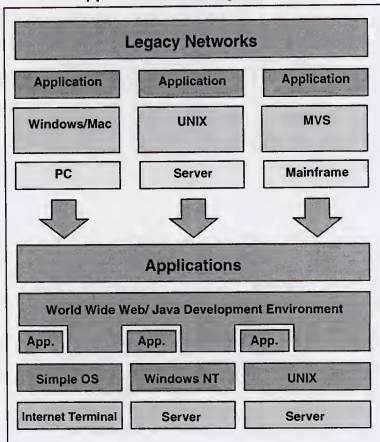 Legacy Networks
Application Application Application
Windows/Mac UNIX MVS
PC Server Mainframe
Applications
World Wide Web/ Java Development Environment
App. App. App.
Simple OS Windows NT UNIX
Internet Terminal Server Server